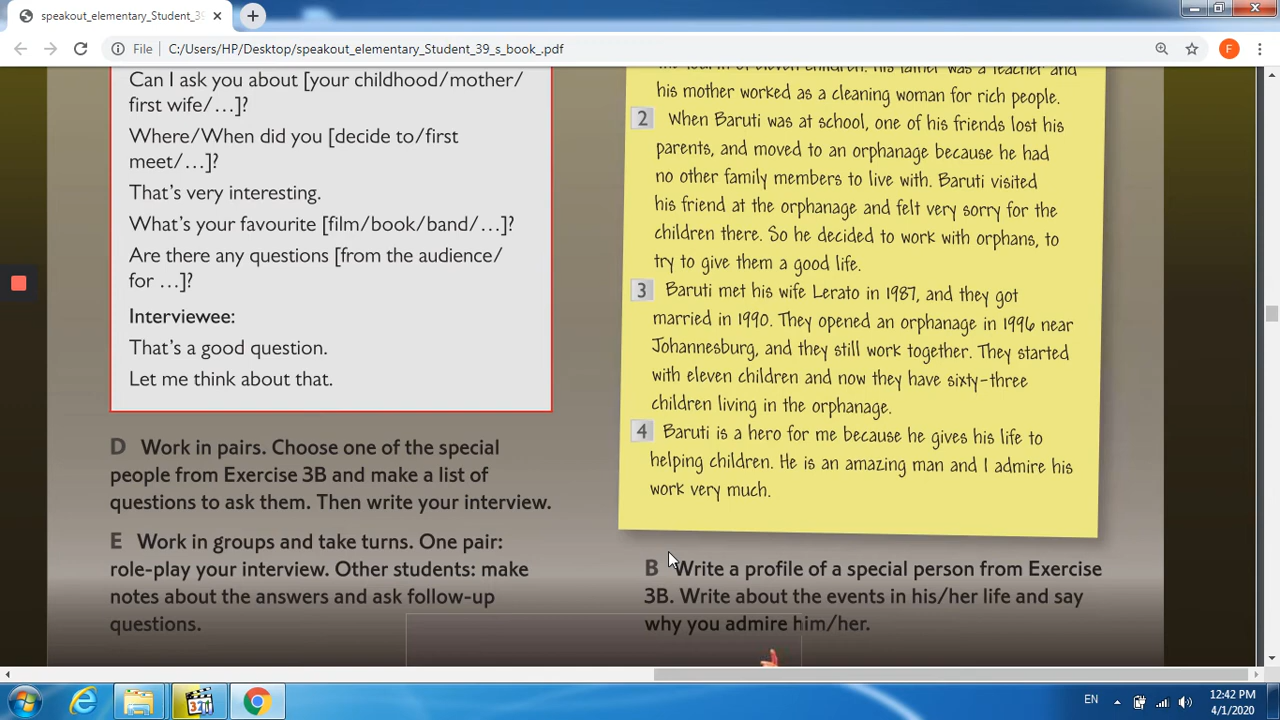 speakout_elementary_Student_39
File
C:/Users/HP/Desktop/speakout_elementary_Student_39_s_book_.pdf
F
Can I ask you about [your childhood/mother/
first wife/…]?
Where/When did you [decide to/first
meet/…]?
That's very interesting.
What's your favourite [film/book/band/…]?
Are there any questions [from the audience/
for …]?
Interviewee:
That's a good question.
Let me think about that.
D Work in pairs. Choose one of the special
people from Exercise 3B and make a list of
questions to ask them. Then write your interview.
E Work in groups and take turns. One pair:
role-play your interview. Other students: make
notes about the answers and ask follow-up
questions.
of eleven children. His father was a teacher and
his mother worked as a cleaning woman for rich people.
2 When Baruti was at school, one of his friends lost his
parents, and moved to an orphanage because he had
no other family members to live with. Baruti visited
his friend at the orphanage and felt very sorry for the
children there. So he decided to work with orphans, to
try to give them a good life.
3 Baruti met his wife Lerato in 1987, and they got
married in 1990. They opened an orphanage in 1996 near
Johannesburg, and they still work together. They started
with eleven children and now they have sixty-three
children living in the orphanage.
4 Baruti is a hero for me because he gives his life to
helping children. He is an amazing man and I admire his
work very much.
B Write a profile of a special person from Exercise
3B. Write about the events in his/her life and say
why you admire him/her.
321
EN
12:42 PM
4/1/2020